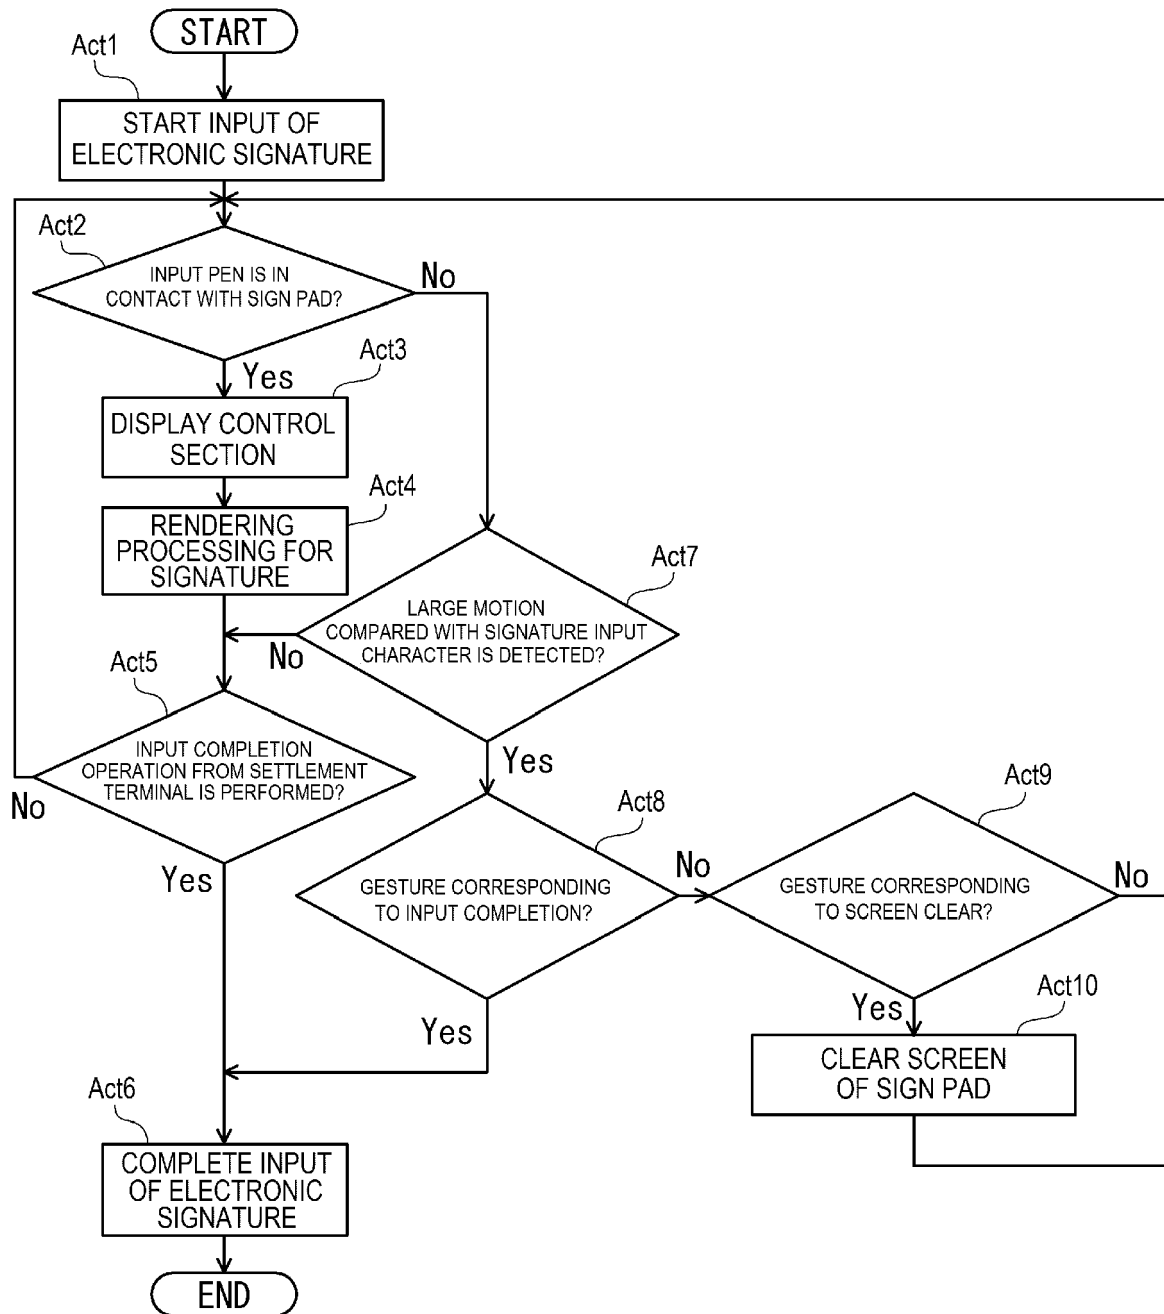 START
Act1
START INPUT OF
ELECTRONIC SIGNATURE
Act2
INPUT PEN IS IN
CONTACT WITH SIGN PAD?
No
Yes
Act3
DISPLAY CONTROL
SECTION
Act4
RENDERING
PROCESSING FOR
SIGNATURE
Act7
LARGE MOTION
COMPARED WITH SIGNATURE INPUT
CHARACTER IS DETECTED?
No
Yes
Act5
INPUT COMPLETION
OPERATION FROM SETTLEMENT
TERMINAL IS PERFORMED?
No
Yes
Act8
GESTURE CORRESPONDING
TO INPUT COMPLETION?
No
Yes
Act9
GESTURE CORRESPONDING
TO SCREEN CLEAR?
No
Yes
Act10
CLEAR SCREEN
OF SIGN PAD
Act6
COMPLETE INPUT
OF ELECTRONIC
SIGNATURE
END